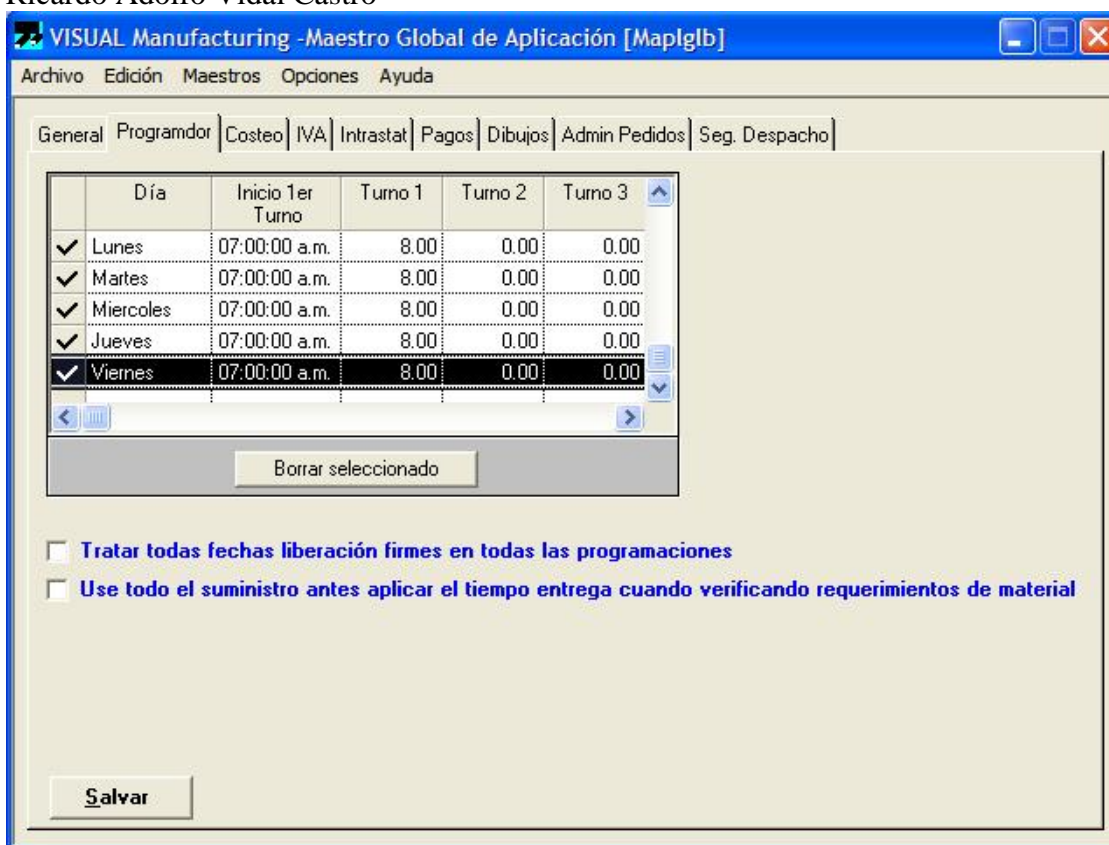 Ricardo Adolfo Vidal Castro
VISUAL Manufacturing -Maestro Global de Aplicación [Maplglb]
Archivo Edición Maestros Opciones Ayuda
General Programdor Costeo IVA Intrastat Pagos Dibujos Admin Pedidos Seg. Despacho
Día Inicio 1er Turno Turno 1 Turno 2 Turno 3
Lunes 07:00:00 a.m. 8.00 0.00 0.00
Martes 07:00:00 a.m. 8.00 0.00 0.00
Miercoles 07:00:00 a.m. 8.00 0.00 0.00
Jueves 07:00:00 a.m. 8.00 0.00 0.00
Viernes 07:00:00 a.m. 8.00 0.00 0.00
Borrar seleccionado
Tratar todas fechas liberación firmes en todas las programaciones
Use todo el suministro antes aplicar el tiempo entrega cuando verificando requerimientos de material
Salvar